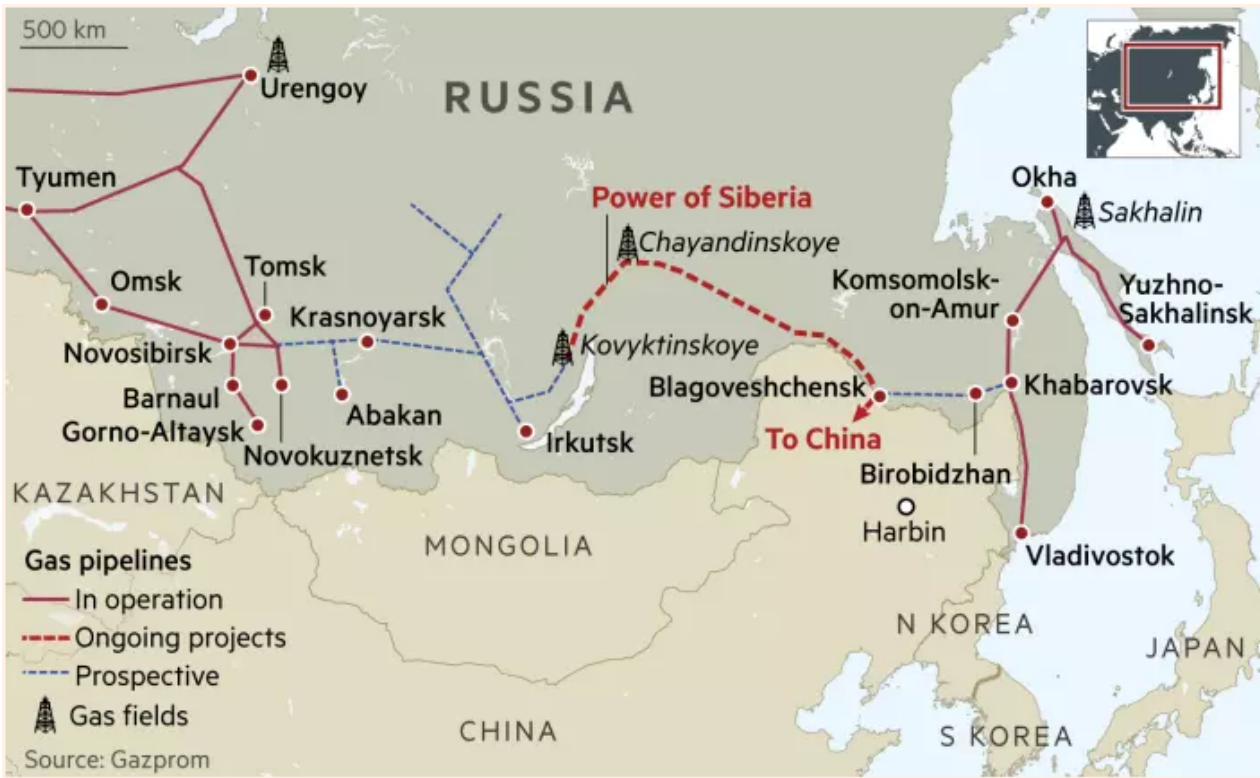 500 km
Urengoy
RUSSIA
Tyumen
Okha
Sakhalin
Power of Siberia
Chayandinskoye
Omsk
Tomsk
Komsomolsk-
on-Amur
Yuzhno-
Sakhalinsk
Krasnoyarsk
Novosibirsk
Kovyktinskoye
Blagoveshchensk
Khabarovsk
Barnaul
Abakan
Gorno-Altaysk
Irkutsk
To China
Novokuznetsk
Birobidzhan
KAZAKHSTAN
Harbin
MONGOLIA
Vladivostok
Gas pipelines
In operation
Ongoing projects
Prospective
Gas fields
N KOREA
JAPAN
CHINA
S KOREA
Source: Gazprom